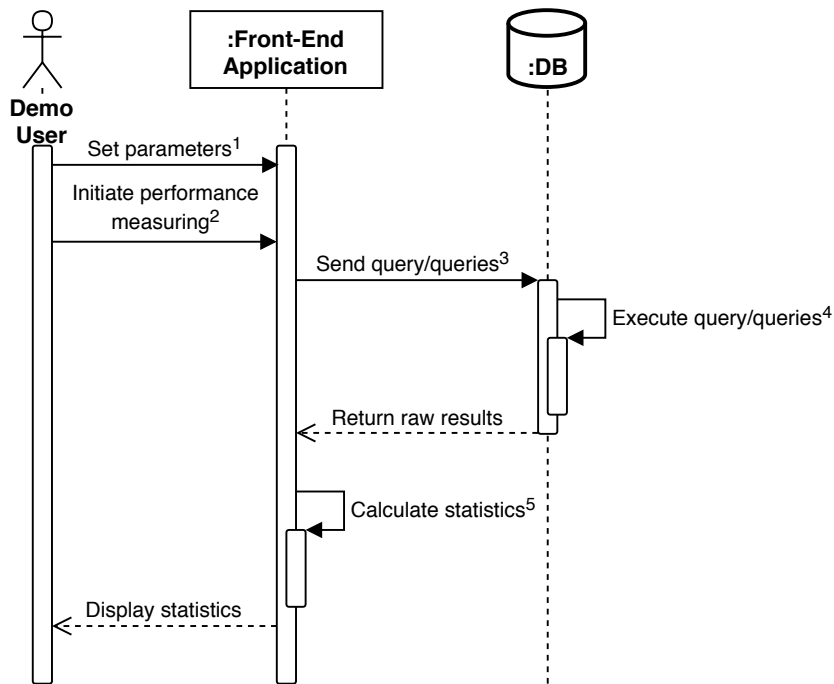 :Front-End
Application
:DB
Demo
User
Set parameters¹
Initiate performance
measuring²
Send query/queries³
Execute query/queries⁴
Return raw results
Calculate statistics⁵
Display statistics